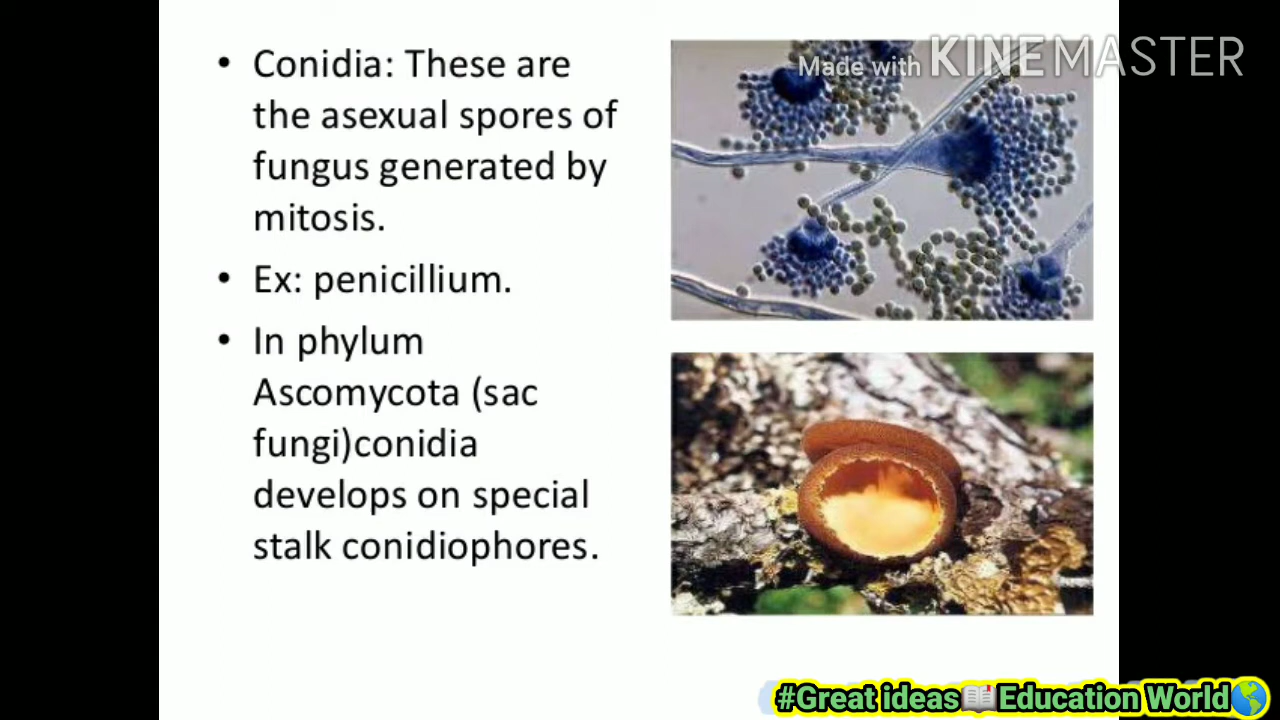 • Conidia: These are
the asexual spores of
fungus generated by
mitosis.
• Ex: penicillium.
• In phylum
Ascomycota (sac
fungi)conidia
develops on special
stalk conidiophores.
Made with KINEMASTER
#Great ideas📖Education World🌎